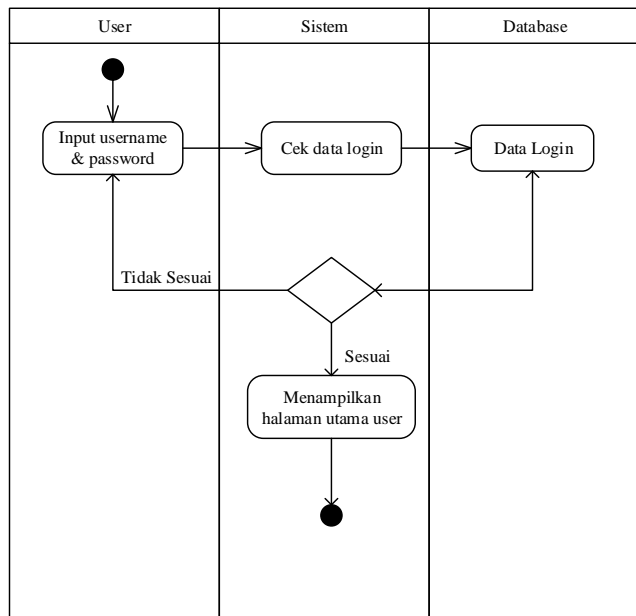 User
Sistem
Database
Input username
& password
Cek data login
Data Login
Tidak Sesuai
Sesuai
Menampilkan
halaman utama user